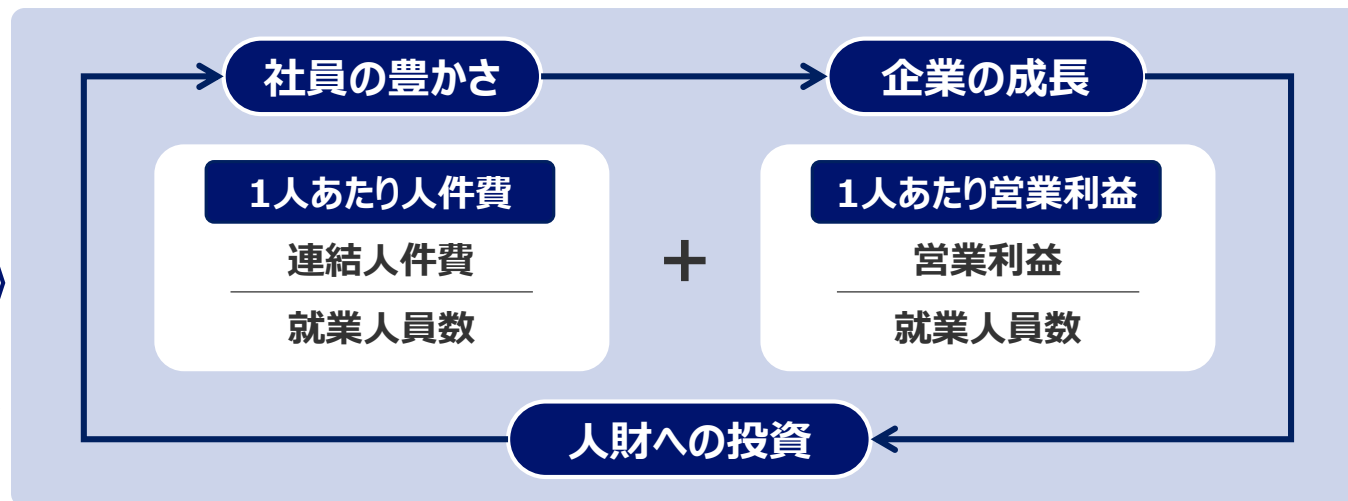 社員の豊かさ
企業の成長
1人あたり人件費
連結人件費
就業人員数
+
1人あたり営業利益
営業利益
就業人員数
人財への投資